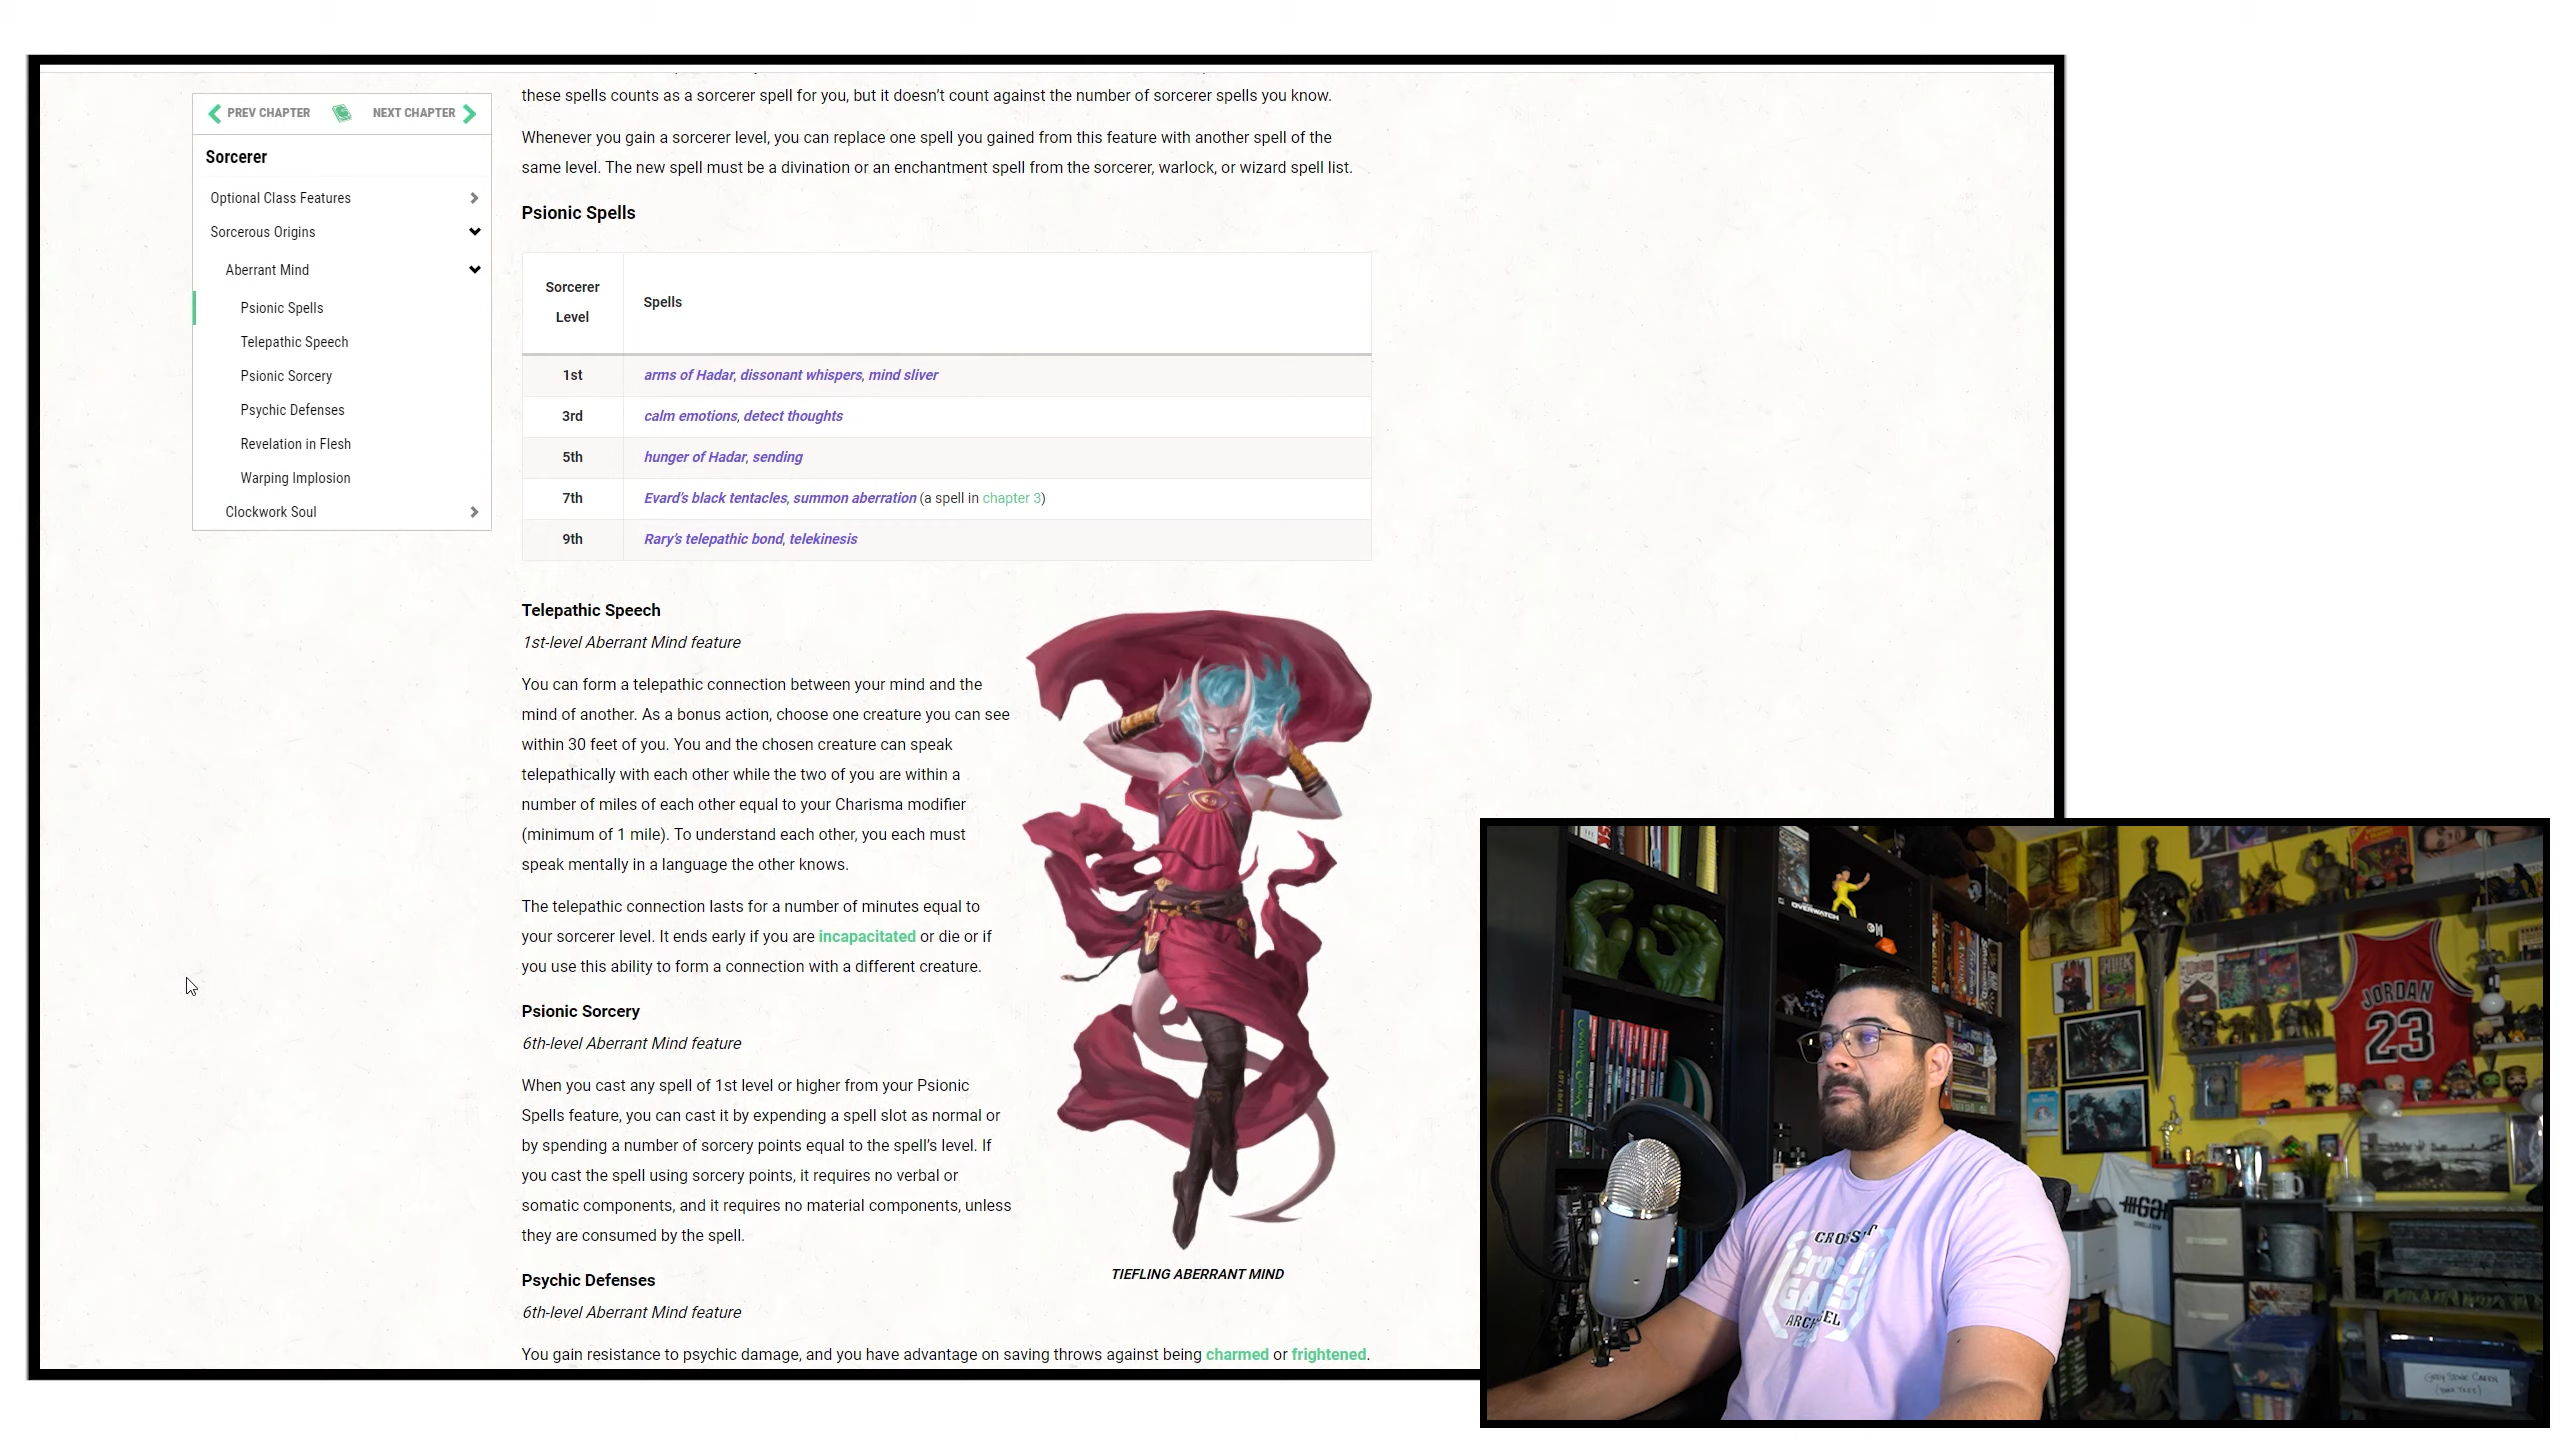 these spells counts as a sorcerer spell for you, but it doesn't count against the number of sorcerer spells you know.
PREV CHAPTER
NEXT CHAPTER
Whenever you gain a sorcerer level, you can replace one spell you gained from this feature with another spell of the
same level. The new spell must be a divination or an enchantment spell from the sorcerer, warlock, or wizard spell list.
Sorcerer
Optional Class Features
Sorcerous Origins
Aberrant Mind
Psionic Spells
Telepathic Speech
Psionic Sorcery
Psychic Defenses
Revelation in Flesh
Warping Implosion
Clockwork Soul
Psionic Spells
Sorcerer
Level
Spells
1st
arms of Hadar, dissonant whispers, mind sliver
3rd
calm emotions, detect thoughts
5th
hunger of Hadar, sending
7th
Evard's black tentacles, summon aberration (a spell in chapter 3)
9th
Rary's telepathic bond, telekinesis
Telepathic Speech
1st-level Aberrant Mind feature
You can form a telepathic connection between your mind and the
mind of another. As a bonus action, choose one creature you can see
within 30 feet of you. You and the chosen creature can speak
telepathically with each other while the two of you are within a
number of miles of each other equal to your Charisma modifier
(minimum of 1 mile). To understand each other, you each must
speak mentally in a language the other knows.
The telepathic connection lasts for a number of minutes equal to
your sorcerer level. It ends early if you are incapacitated or die or if
you use this ability to form a connection with a different creature.
Psionic Sorcery
6th-level Aberrant Mind feature
When you cast any spell of 1st level or higher from your Psionic
Spells feature, you can cast it by expending a spell slot as normal or
by spending a number of sorcery points equal to the spell's level. If
you cast the spell using sorcery points, it requires no verbal or
somatic components, and it requires no material components, unless
they are consumed by the spell.
TIEFLING ABERRANT MIND
Psychic Defenses
6th-level Aberrant Mind feature
You gain resistance to psychic damage, and you have advantage on saving throws against being charmed or frightened.
OVERWATCH
JORDAN
23